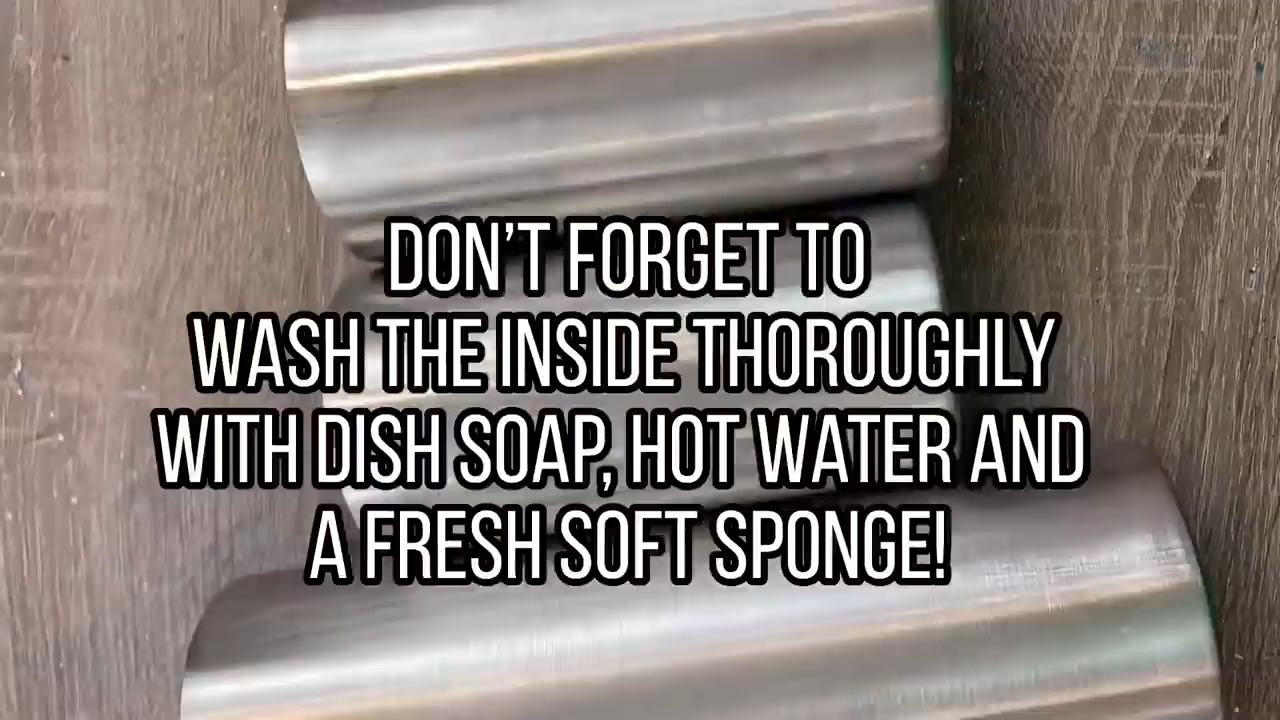 DON'T FORGET TO
WASH THE INSIDE THOROUGHLY
WITH DISH SOAP, HOT WATER AND
A FRESH SOFT SPONGE!